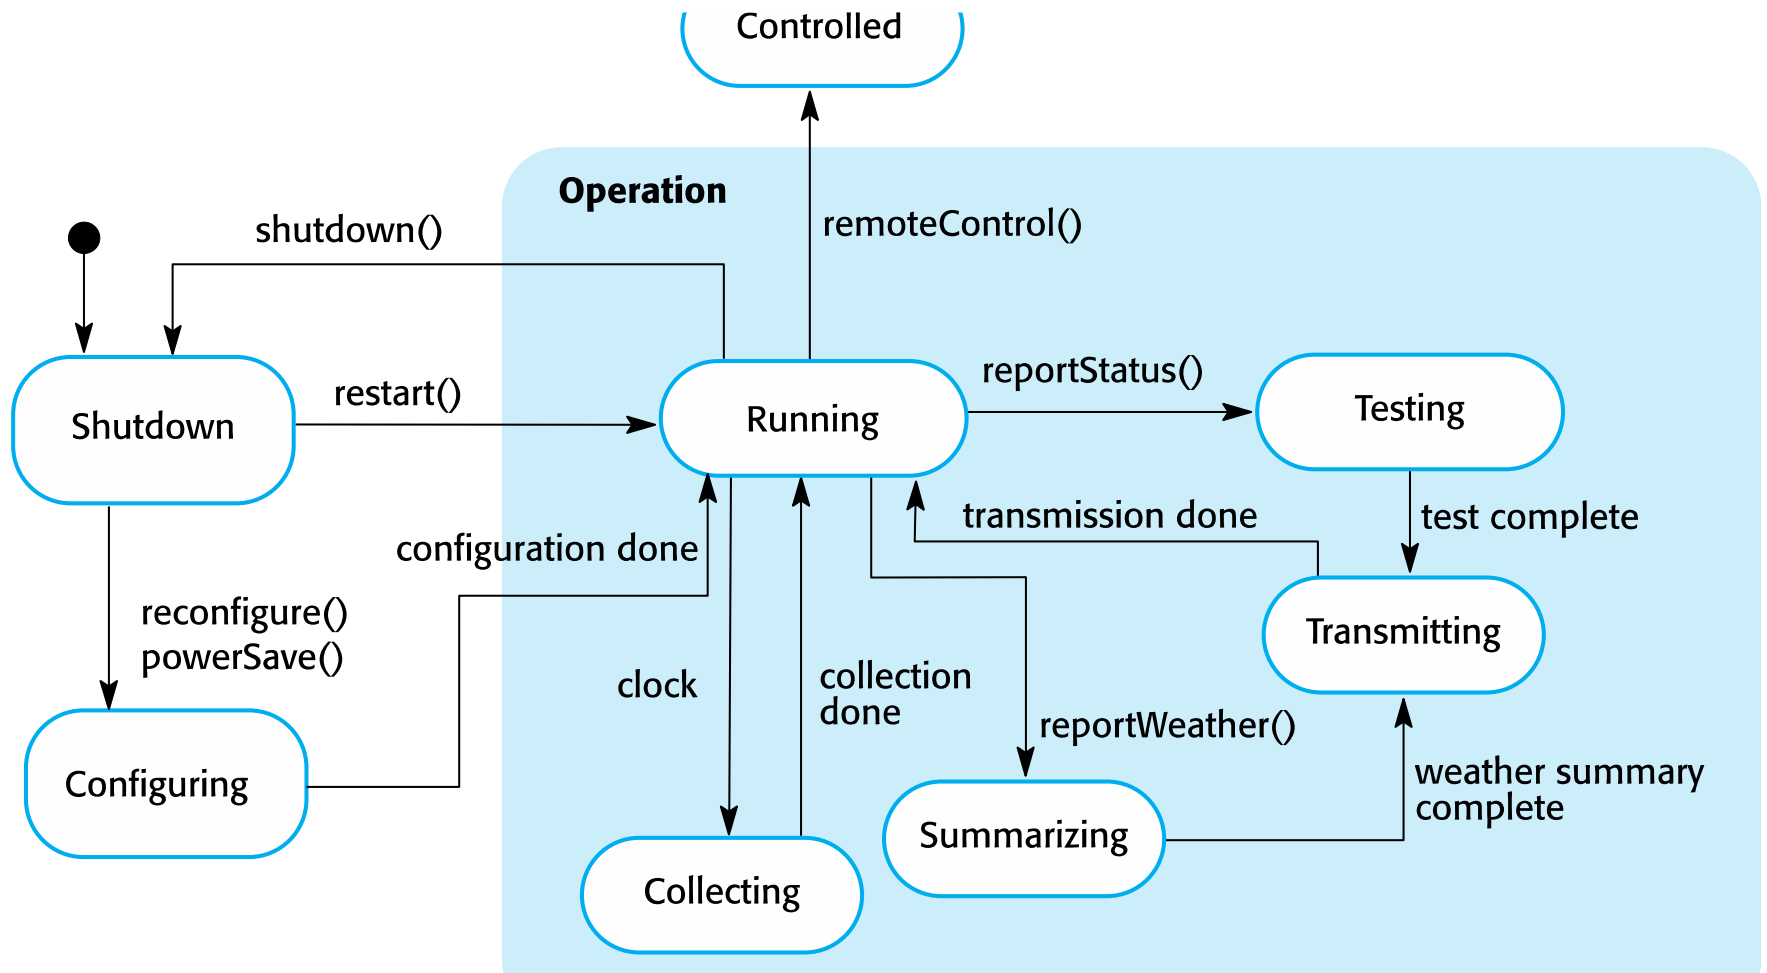 Controlled
Operation
shutdown()
remoteControl()
restart()
reportStatus()
Shutdown
Running
Testing
configuration done
transmission done
test complete
reconfigure()
powerSave()
Transmitting
clock
collection
done
reportWeather()
Configuring
weather summary
complete
Summarizing
Collecting